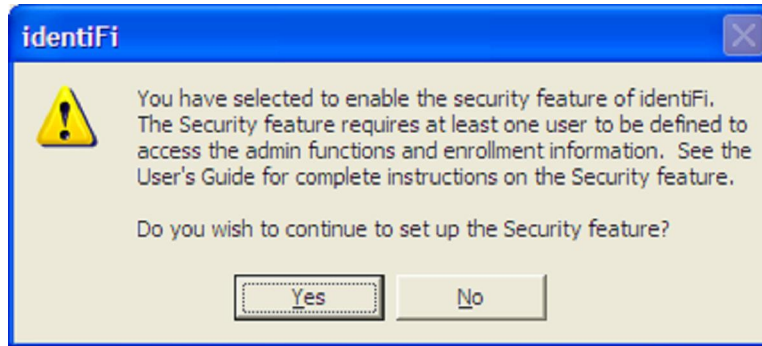 identiFi
You have selected to enable the security feature of identiFi.
The Security feature requires at least one user to be defined to
access the admin functions and enrollment information.  See the
User's Guide for complete instructions on the Security feature.
Do you wish to continue to set up the Security feature?
Yes No